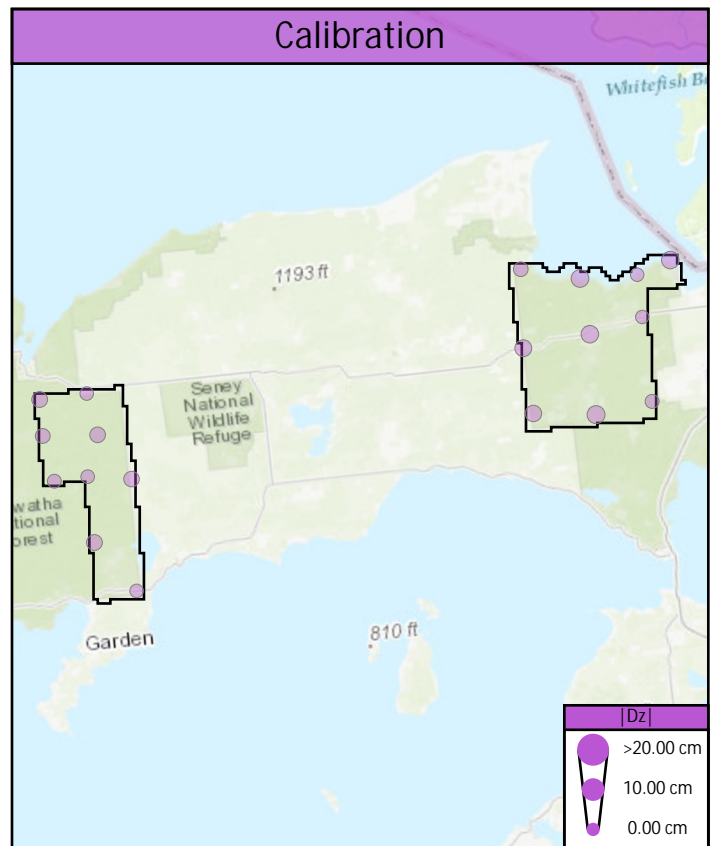 Calibration
Whitefish B
1193 ft
Seney
National
Wildlife
Refuge
watha
tional
orest
Garden
810 ft
|Dz|
>20.00 cm
10.00 cm
0.00 cm